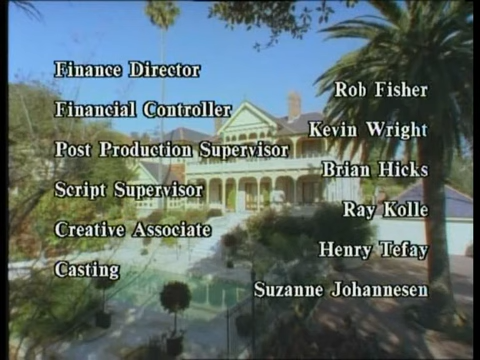 Finance Director
Rob Fisher
Financial Controller
Kevin Wright
Post Production Supervisor
Brian Hicks
Script Supervisor
Ray Kolle
Creative Associate
Henry Tefay
Casting
Suzanne Johannesen